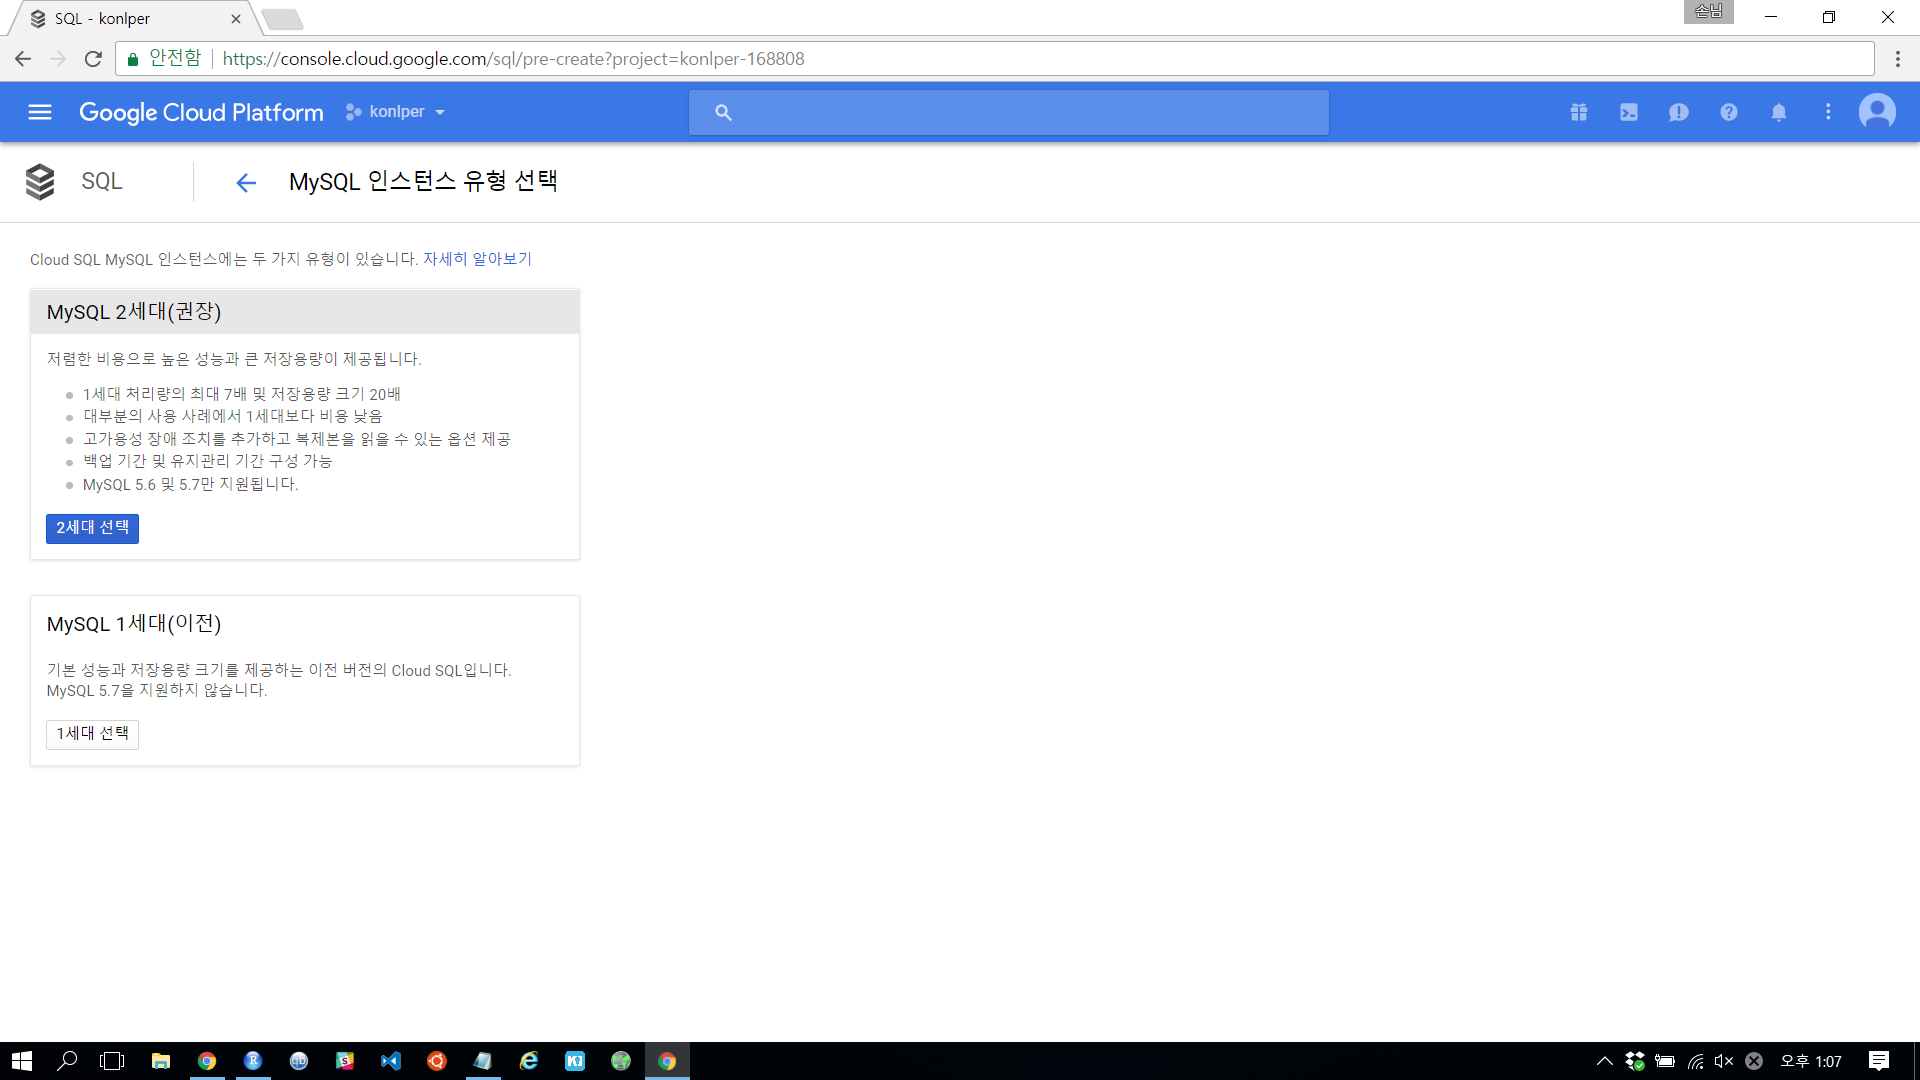 SQL - konlper
손님
안전함 https://console.cloud.google.com/sql/pre-create?project=konlper-168808
Google Cloud Platform konlper
SQL
MySQL 인스턴스 유형 선택
Cloud SQL MySQL 인스턴스에는 두 가지 유형이 있습니다. 자세히 알아보기
MySQL 2세대(권장)
저렴한 비용으로 높은 성능과 큰 저장용량이 제공됩니다.
1세대 처리량의 최대 7배 및 저장용량 크기 20배
대부분의 사용 사례에서 1세대보다 비용 낮음
고가용성 장애 조치를 추가하고 복제본을 읽을 수 있는 옵션 제공
백업 기간 및 유지관리 기간 구성 가능
MySQL 5.6 및 5.7만 지원됩니다.
2세대 선택
MySQL 1세대(이전)
기본 성능과 저장용량 크기를 제공하는 이전 버전의 Cloud SQL입니다.
MySQL 5.7을 지원하지 않습니다.
1세대 선택
오후 1:07